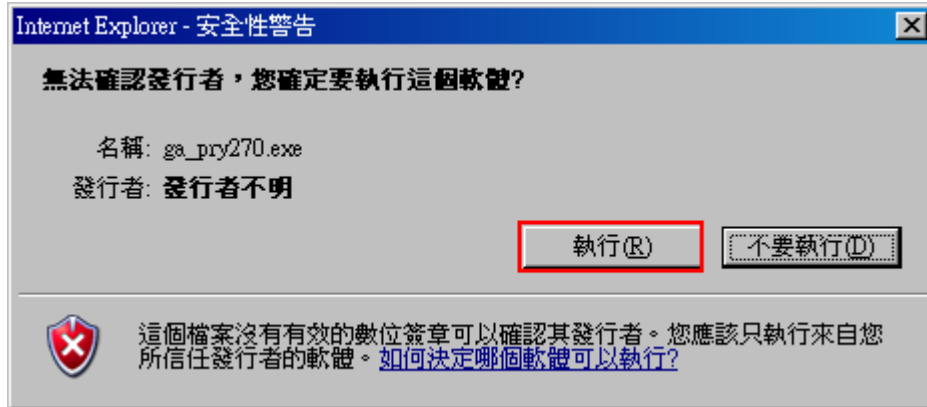 Internet Explorer - 安全性警告
無法確認發行者，您確定要執行這個軟體?
名稱: ga_pry270.exe
發行者: 發行者不明
執行(R) 不要執行(D)
這個檔案沒有有效的數位簽章可以確認其發行者。您應該只執行來自您
所信任發行者的軟體。如何決定哪個軟體可以執行?